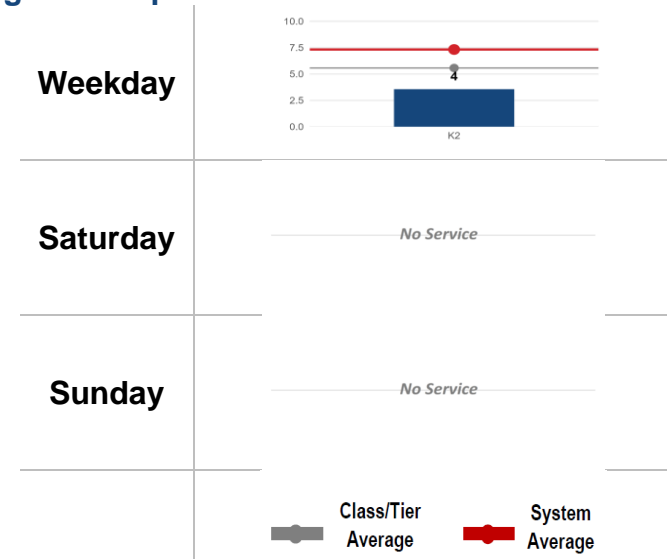 Weekday
10.0
7.5
5.0
2.5
0.0
4
K2
Saturday
No Service
Sunday
No Service
Class/Tier
Average
System
Average